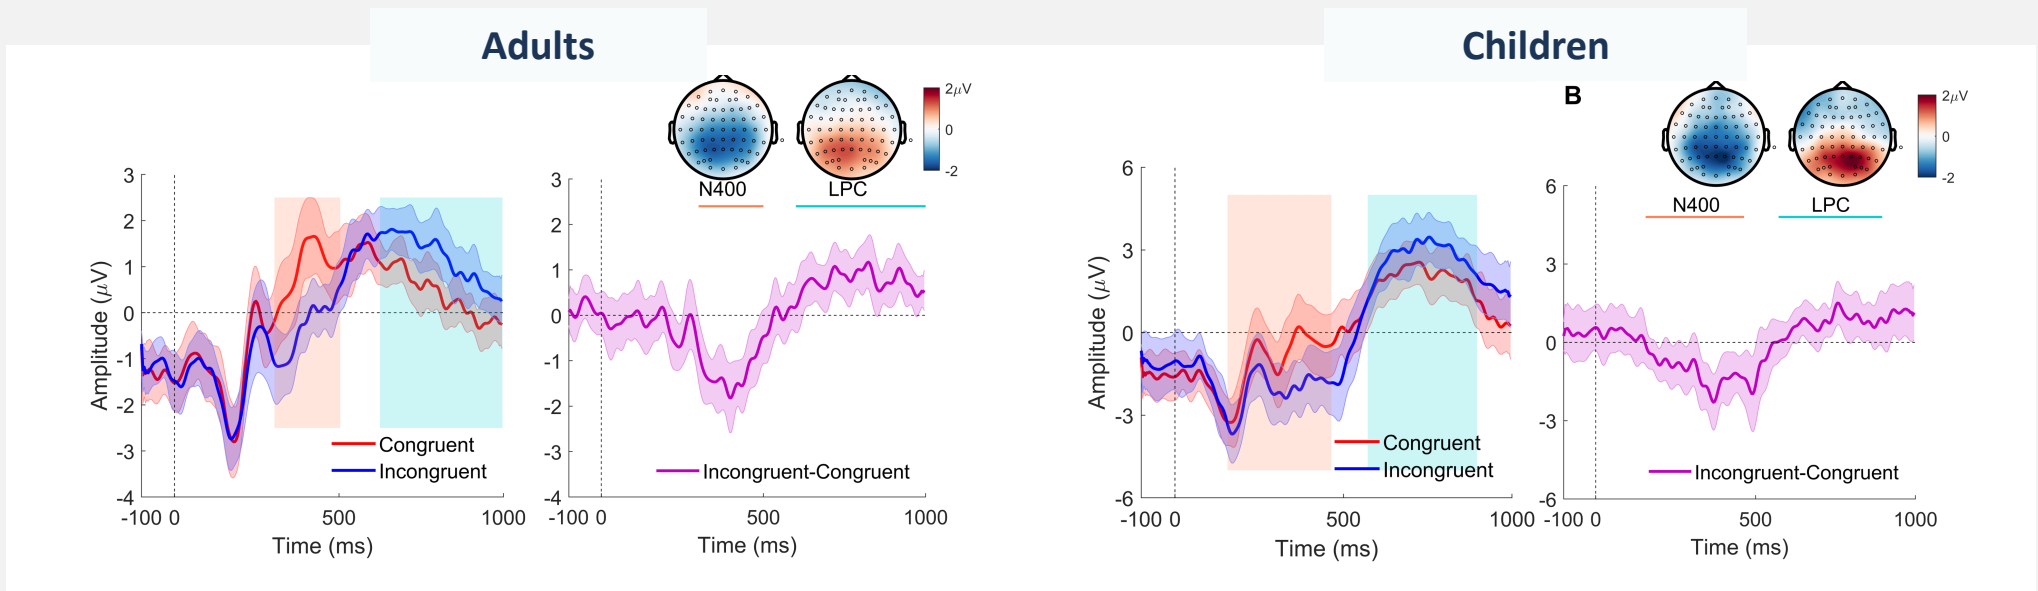 Adults
Children
2μV
0
-2
N400
LPC
3
2
1
0
-1
-2
-3
-4
Amplitude (μV)
Congruent
Incongruent
-100 0 500 1000
Time (ms)
3
2
1
0
-1
-2
-3
-4
Incongruent-Congruent
-100 0 500 1000
Time (ms)
B
2μV
0
-2
N400
LPC
6
3
0
-3
-6
Amplitude (μV)
Congruent
Incongruent
-100 0 500 1000
Time (ms)
6
3
0
-3
-6
Incongruent-Congruent
-100 0 500 1000
Time (ms)